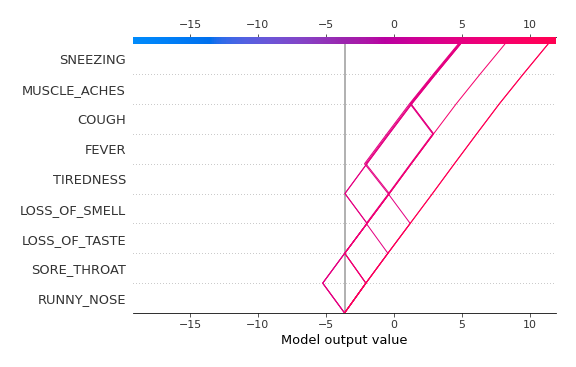 −15 −10 −5 0 5 10
SNEEZING
MUSCLE_ACHES
COUGH
FEVER
TIREDNESS
LOSS_OF_SMELL
LOSS_OF_TASTE
SORE_THROAT
RUNNY_NOSE
−15 −10 −5 0 5 10
Model output value